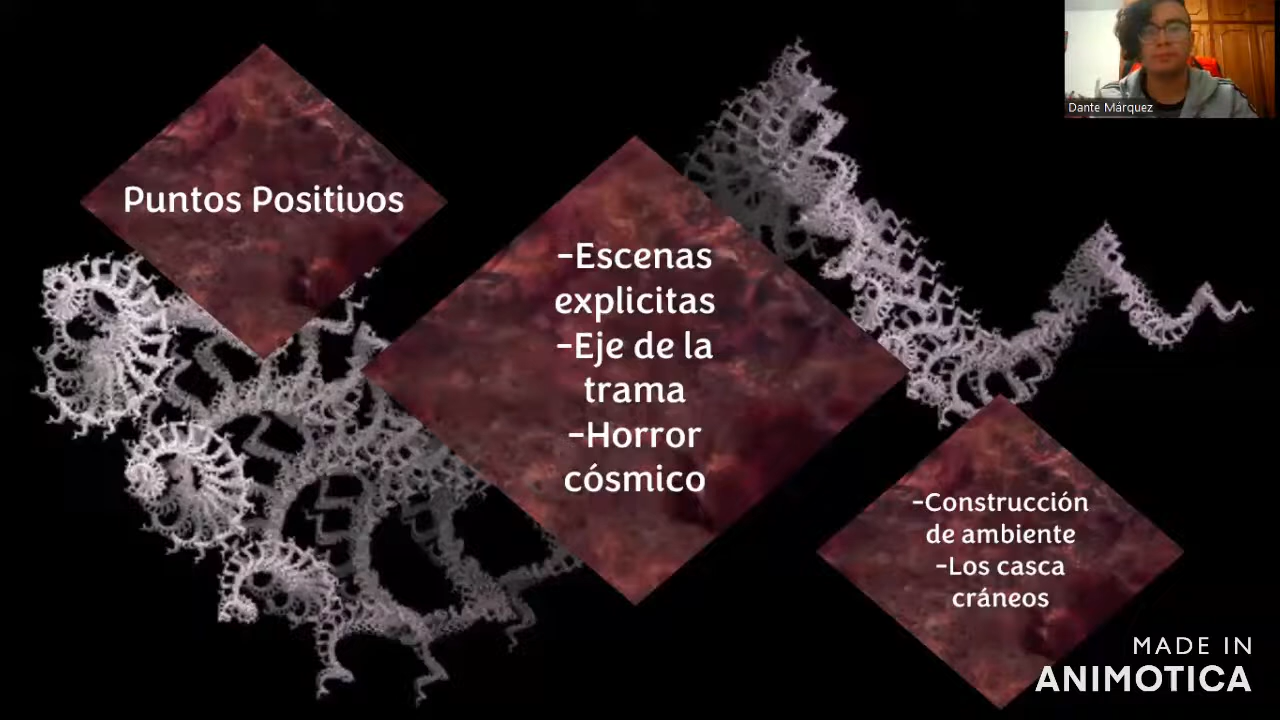 Dante Márquez
Puntos Positivos
-Escenas
explicitas
-Eje de la
trama
-Horror
cósmico
-Construcción
de ambiente
-Los casca
cráneos
MADE IN
ANIMOTICA